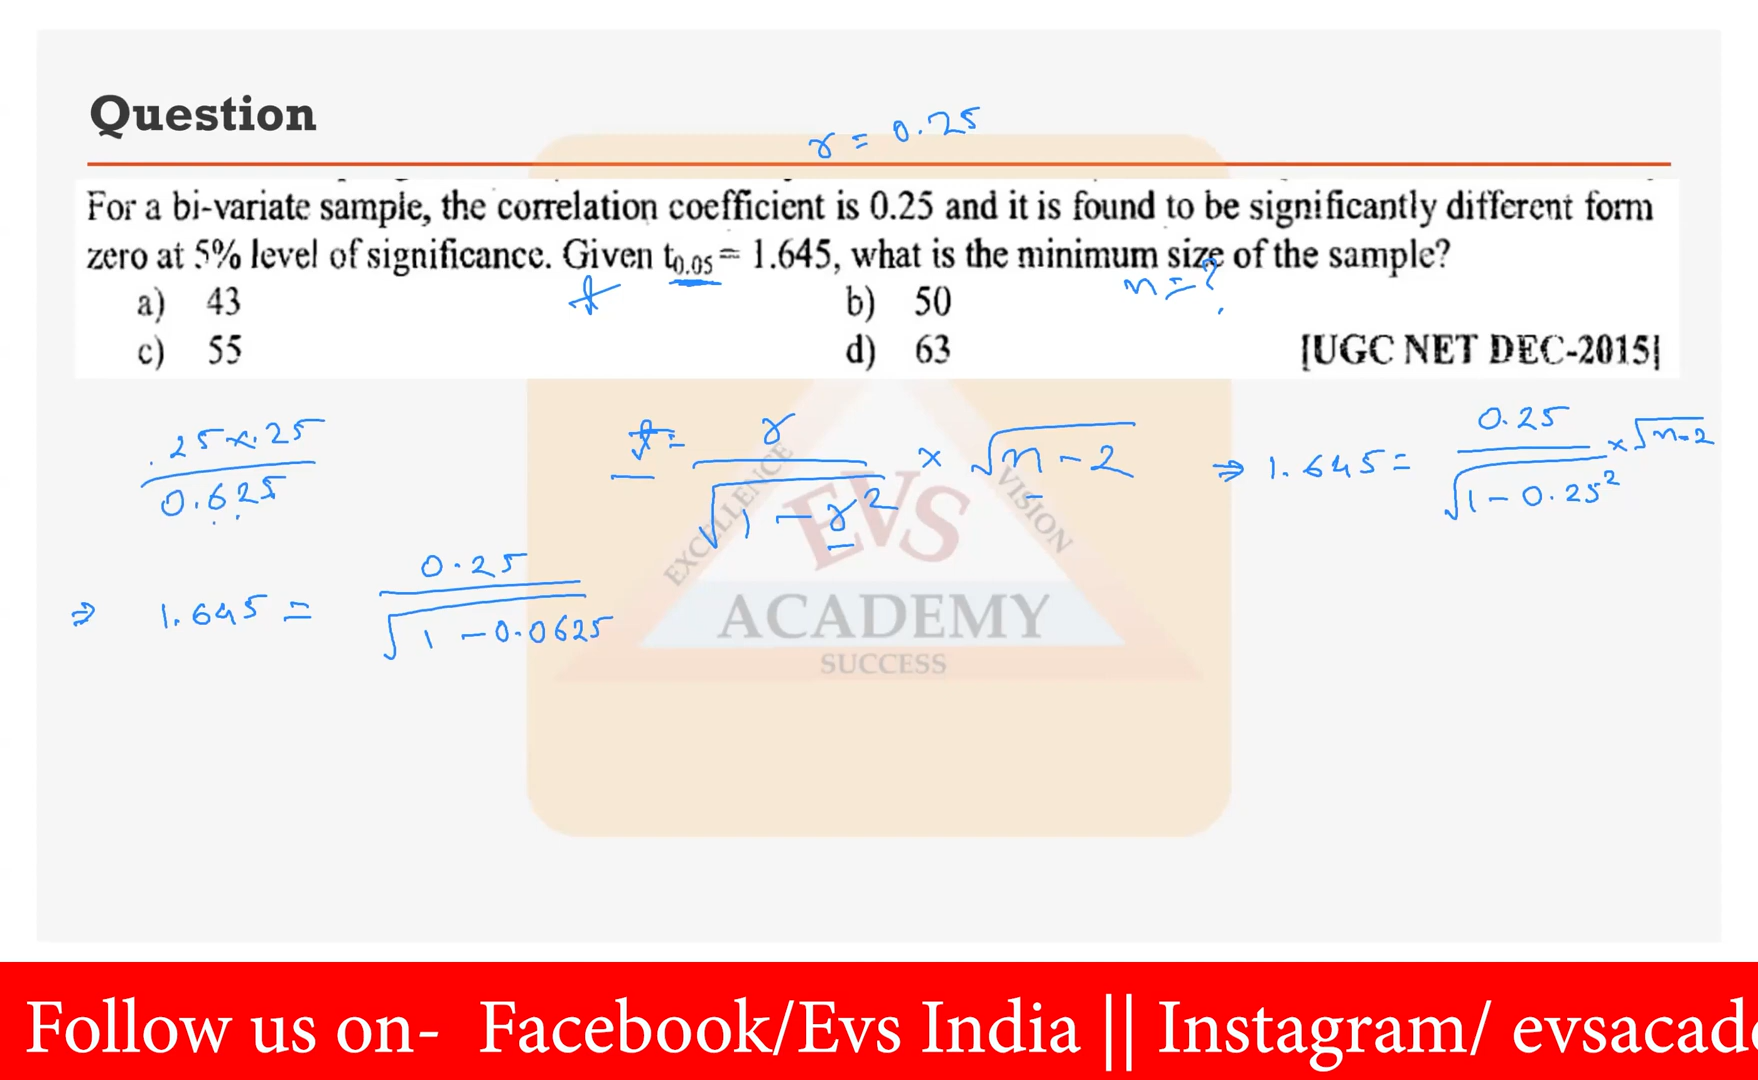 Question
r = 0.25
For a bi-variate sample, the correlation coefficient is 0.25 and it is found to be significantly different form
zero at 5% level of significance. Given t0.05 = 1.645, what is the minimum size of the sample?
t
n = ?
a) 43
b) 50
c) 55
d) 63
[UGC NET DEC-2015]
.25 x .25
0.625
t = r / √1 - r² x √n - 2
⇒ 1.645 = 0.25 / √1 - 0.25² x √n-2
⇒ 1.645 = 0.25 / √1 - 0.0625
EXCELLENCE
EVS
VISION
ACADEMY
SUCCESS
Follow us on- Facebook/Evs India || Instagram/ evsacad